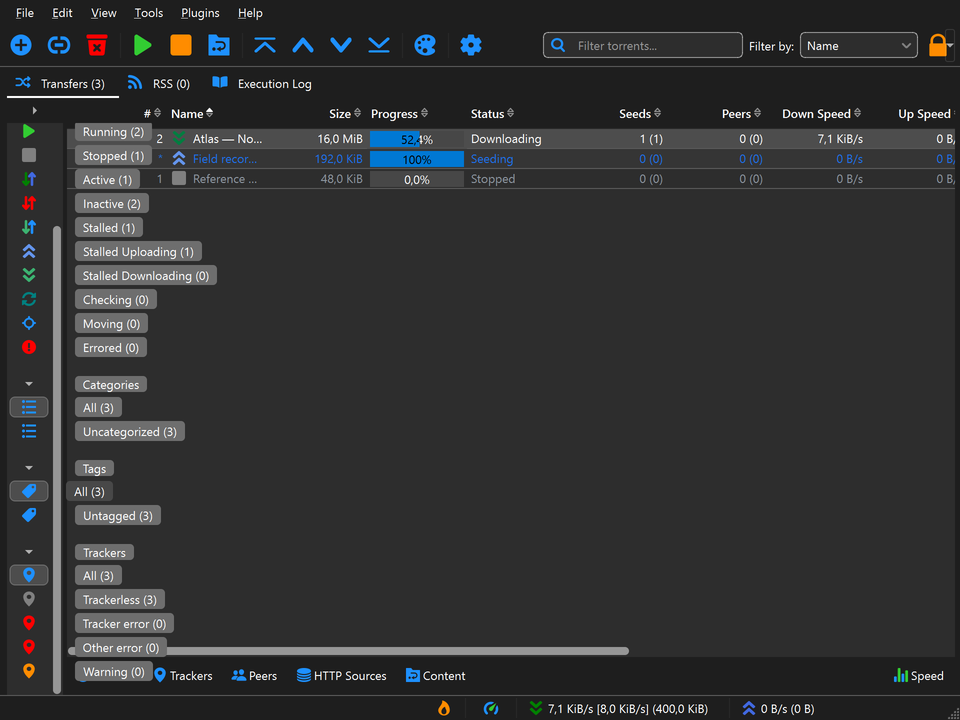 File Edit View Tools Plugins Help
Filter torrents...
Filter by: Name
Transfers (3) RSS (0) Execution Log
# Name Size Progress Status Seeds Peers Down Speed Up Speed
2 Atlas — No... 16,0 MiB 52,4% Downloading 1 (1) 0 (0) 7,1 KiB/s 0 B/
* Field recor... 192,0 KiB 100% Seeding 0 (0) 0 (0) 0 B/s 0 B/
1 Reference ... 48,0 KiB 0,0% Stopped 0 (0) 0 (0) 0 B/s 0 B/
Running (2)
Stopped (1)
Active (1)
Inactive (2)
Stalled (1)
Stalled Uploading (1)
Stalled Downloading (0)
Checking (0)
Moving (0)
Errored (0)
Categories
All (3)
Uncategorized (3)
Tags
All (3)
Untagged (3)
Trackers
All (3)
Trackerless (3)
Tracker error (0)
Other error (0)
Warning (0)
Trackers Peers HTTP Sources Content Speed
7,1 KiB/s [8,0 KiB/s] (400,0 KiB) 0 B/s (0 B)